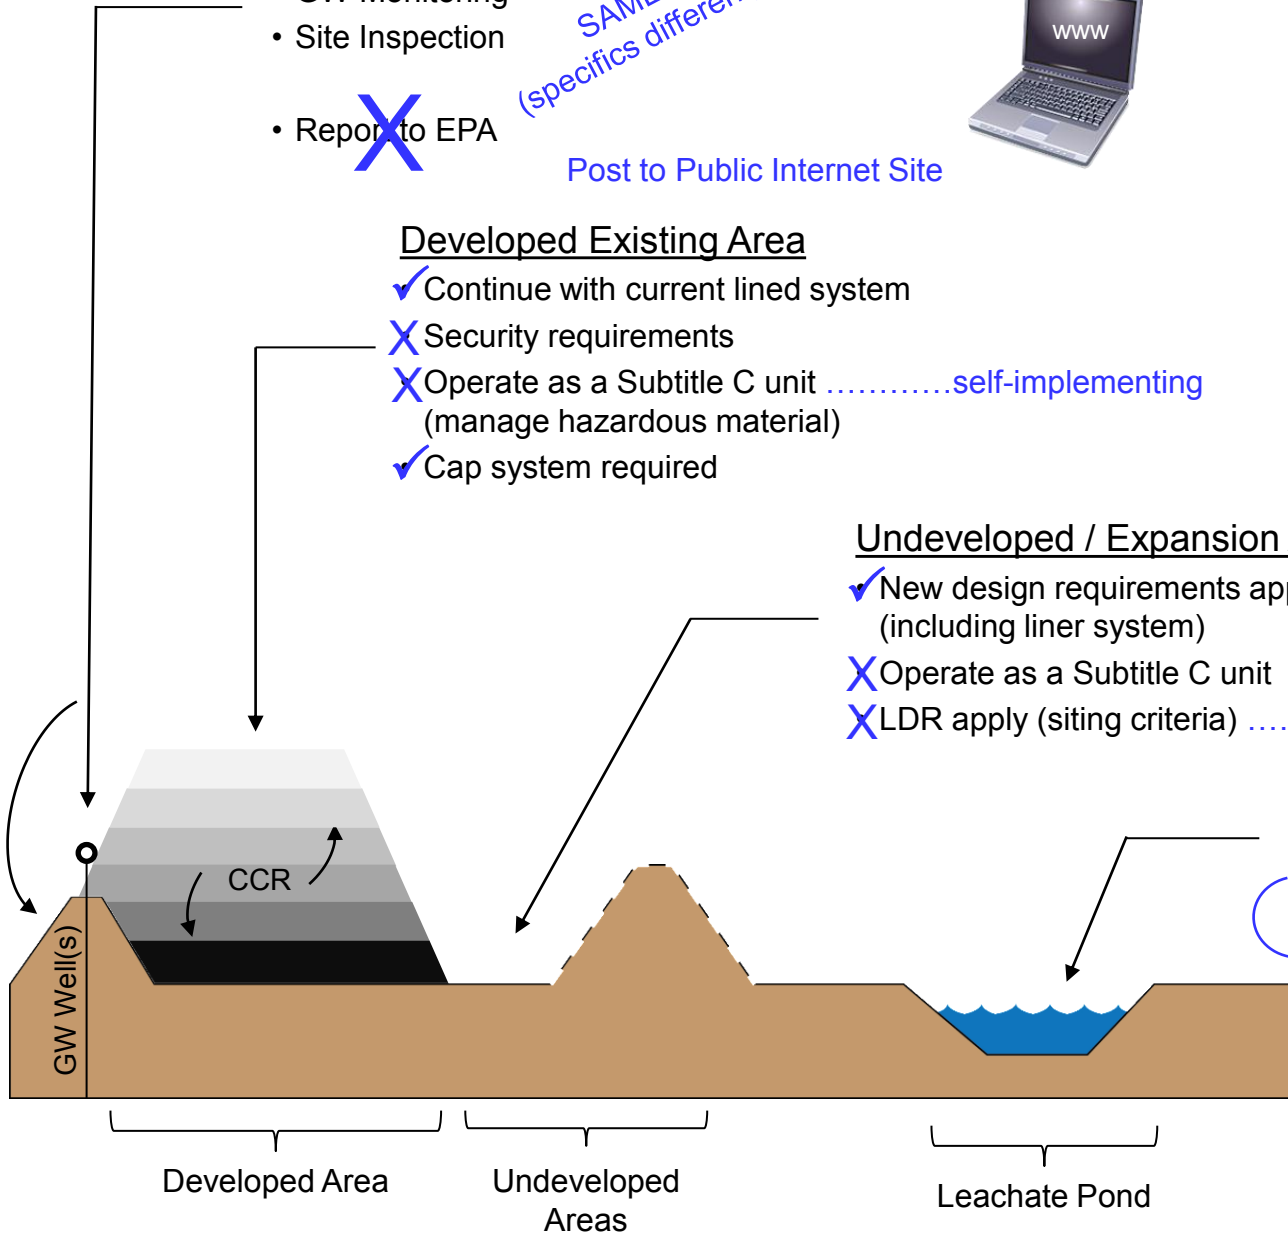 Monitoring
• Site Inspection
SAME
(specifics different
www
• Report to EPA
X
Post to Public Internet Site
Developed Existing Area
✓Continue with current lined system
X Security requirements
X Operate as a Subtitle C unit …………self-implementing
(manage hazardous material)
✓Cap system required
Undeveloped / Expansion
✓New design requirements
(including liner system)
X Operate as a Subtitle C unit
X LDR apply (siting criteria) ….
CCR
GW Well(s)
Developed Area
Undeveloped
Areas
Leachate Pond